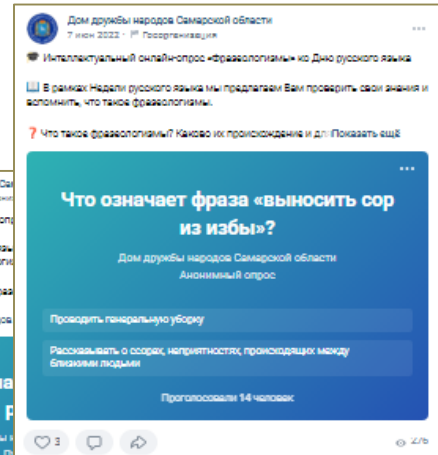 Дом дружбы народов Самарской области
7 июн 2022 · Госорганизация
🎓 Интеллектуальный онлайн-опрос «Фразеологизмы» ко Дню русского языка
📖 В рамках Недели русского языка мы предлагаем Вам проверить свои знания и
вспомнить, что такое фразеологизмы.
❓ Что такое фразеологизмы? Каково их происхождение и дл Показать ещё
Что означает фраза «выносить сор
из избы»?
Дом дружбы народов Самарской области
Анонимный опрос
Проводить генеральную уборку
Рассказывать о ссорах, неприятностях, происходящих между
близкими людьми
Проголосовали 14 человек
3
276